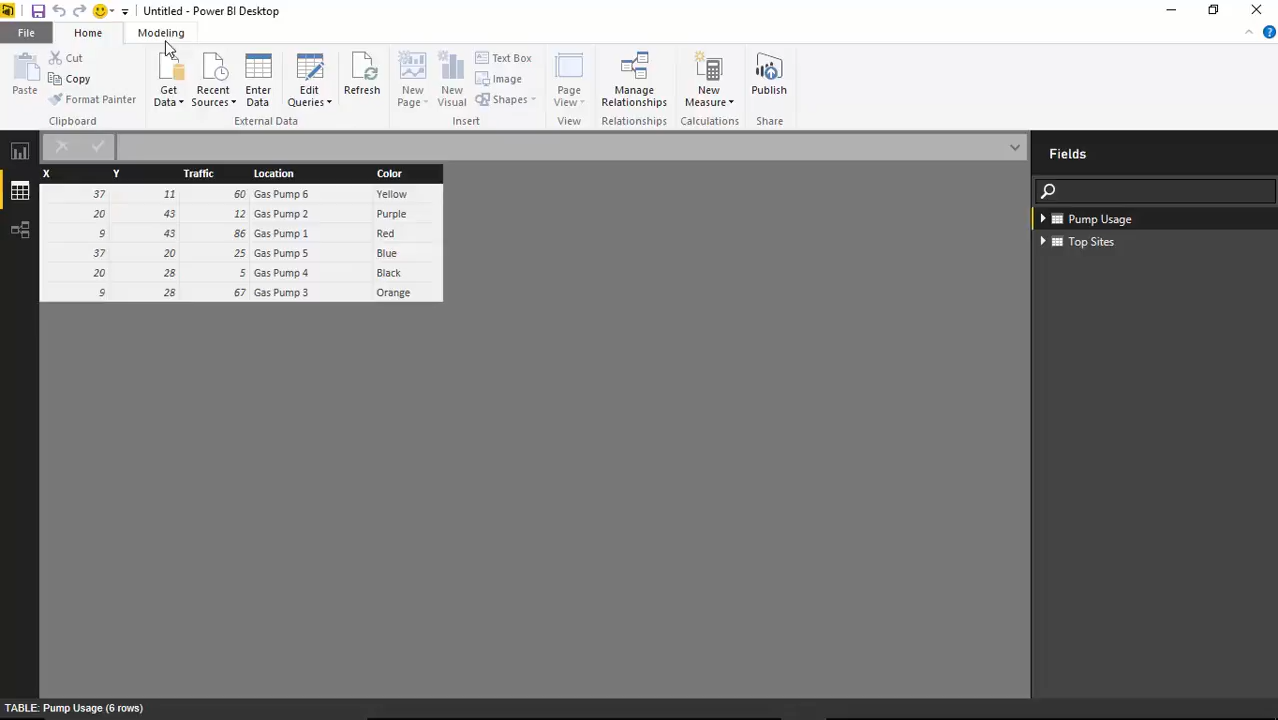 Untitled - Power BI Desktop
File Home Modeling
Paste
Cut
Copy
Format Painter
Clipboard
Get Data
Recent Sources
Enter Data
Edit Queries
Refresh
External Data
New Page
New Visual
Text Box
Image
Shapes
Insert
Page View
View
Manage Relationships
Relationships
New Measure
Calculations
Publish
Share
X Y Traffic Location Color
37 11 60 Gas Pump 6 Yellow
20 43 12 Gas Pump 2 Purple
9 43 86 Gas Pump 1 Red
37 20 25 Gas Pump 5 Blue
20 28 5 Gas Pump 4 Black
9 28 67 Gas Pump 3 Orange
Fields
Pump Usage
Top Sites
TABLE: Pump Usage (6 rows)